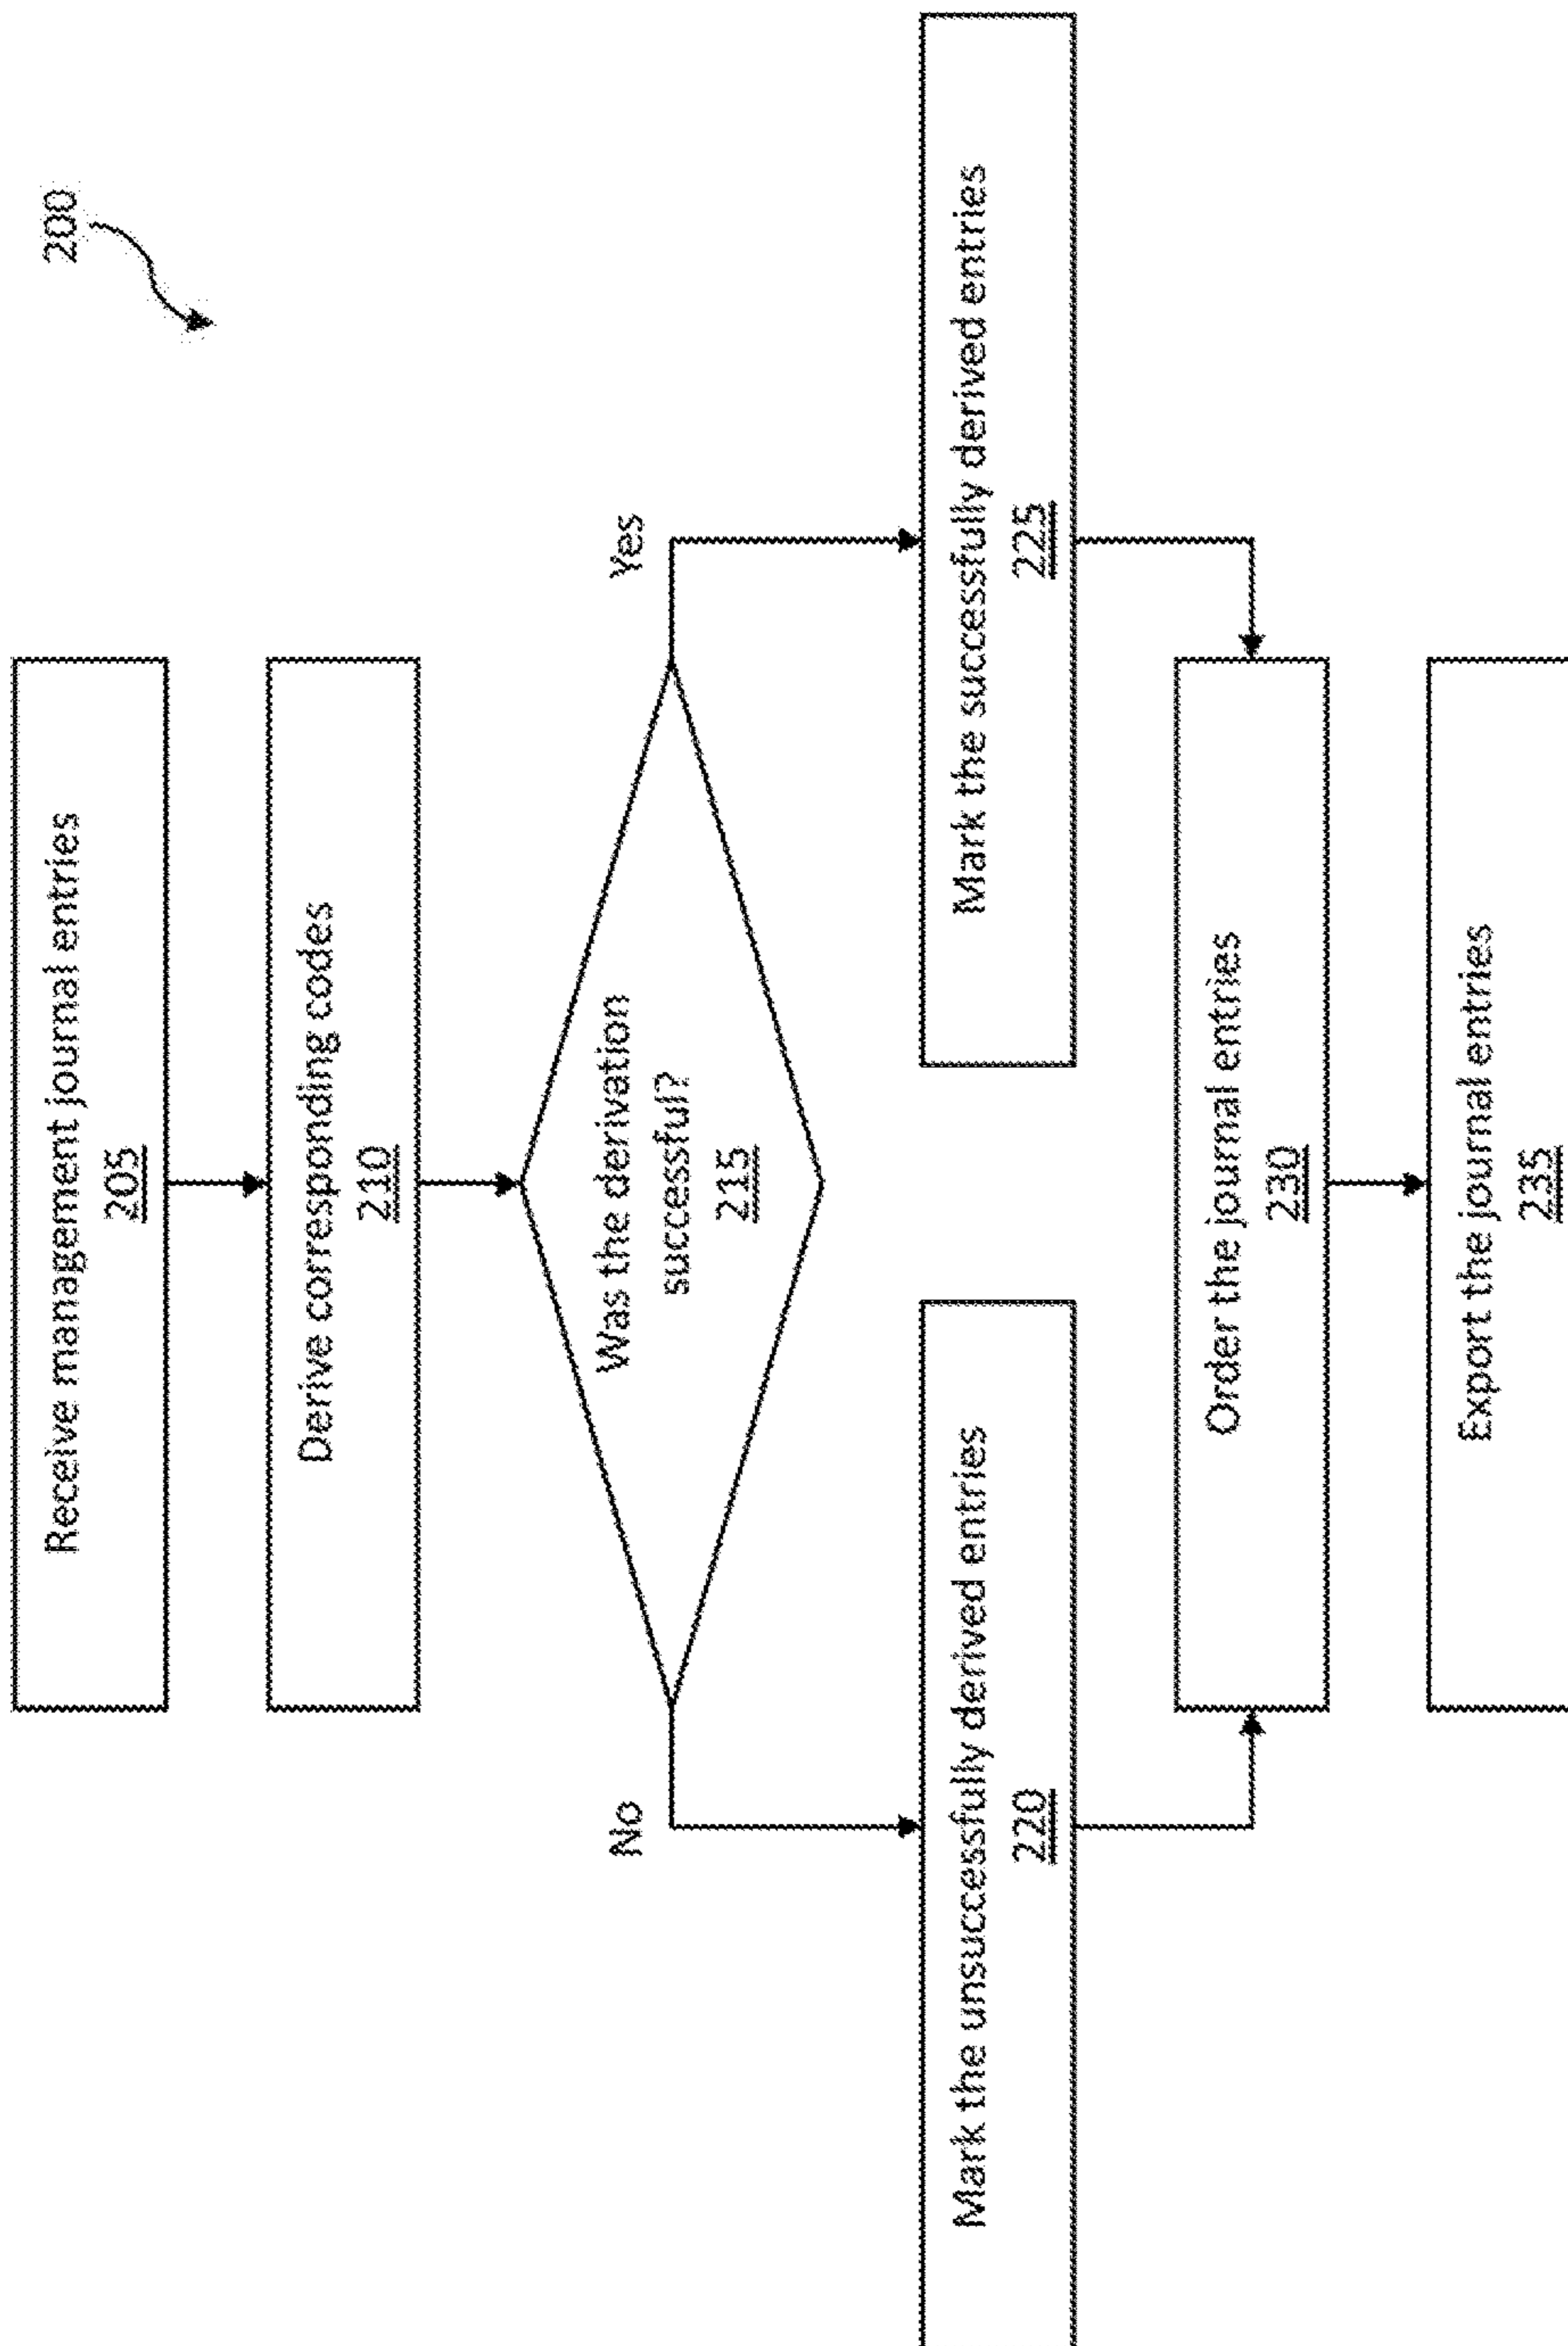 200
Receive management journal entries
205
Derive corresponding codes
210
Was the derivation
successful?
215
No
Yes
Mark the unsuccessfully derived entries
220
Mark the successfully derived entries
225
Order the journal entries
230
Export the journal entries
235